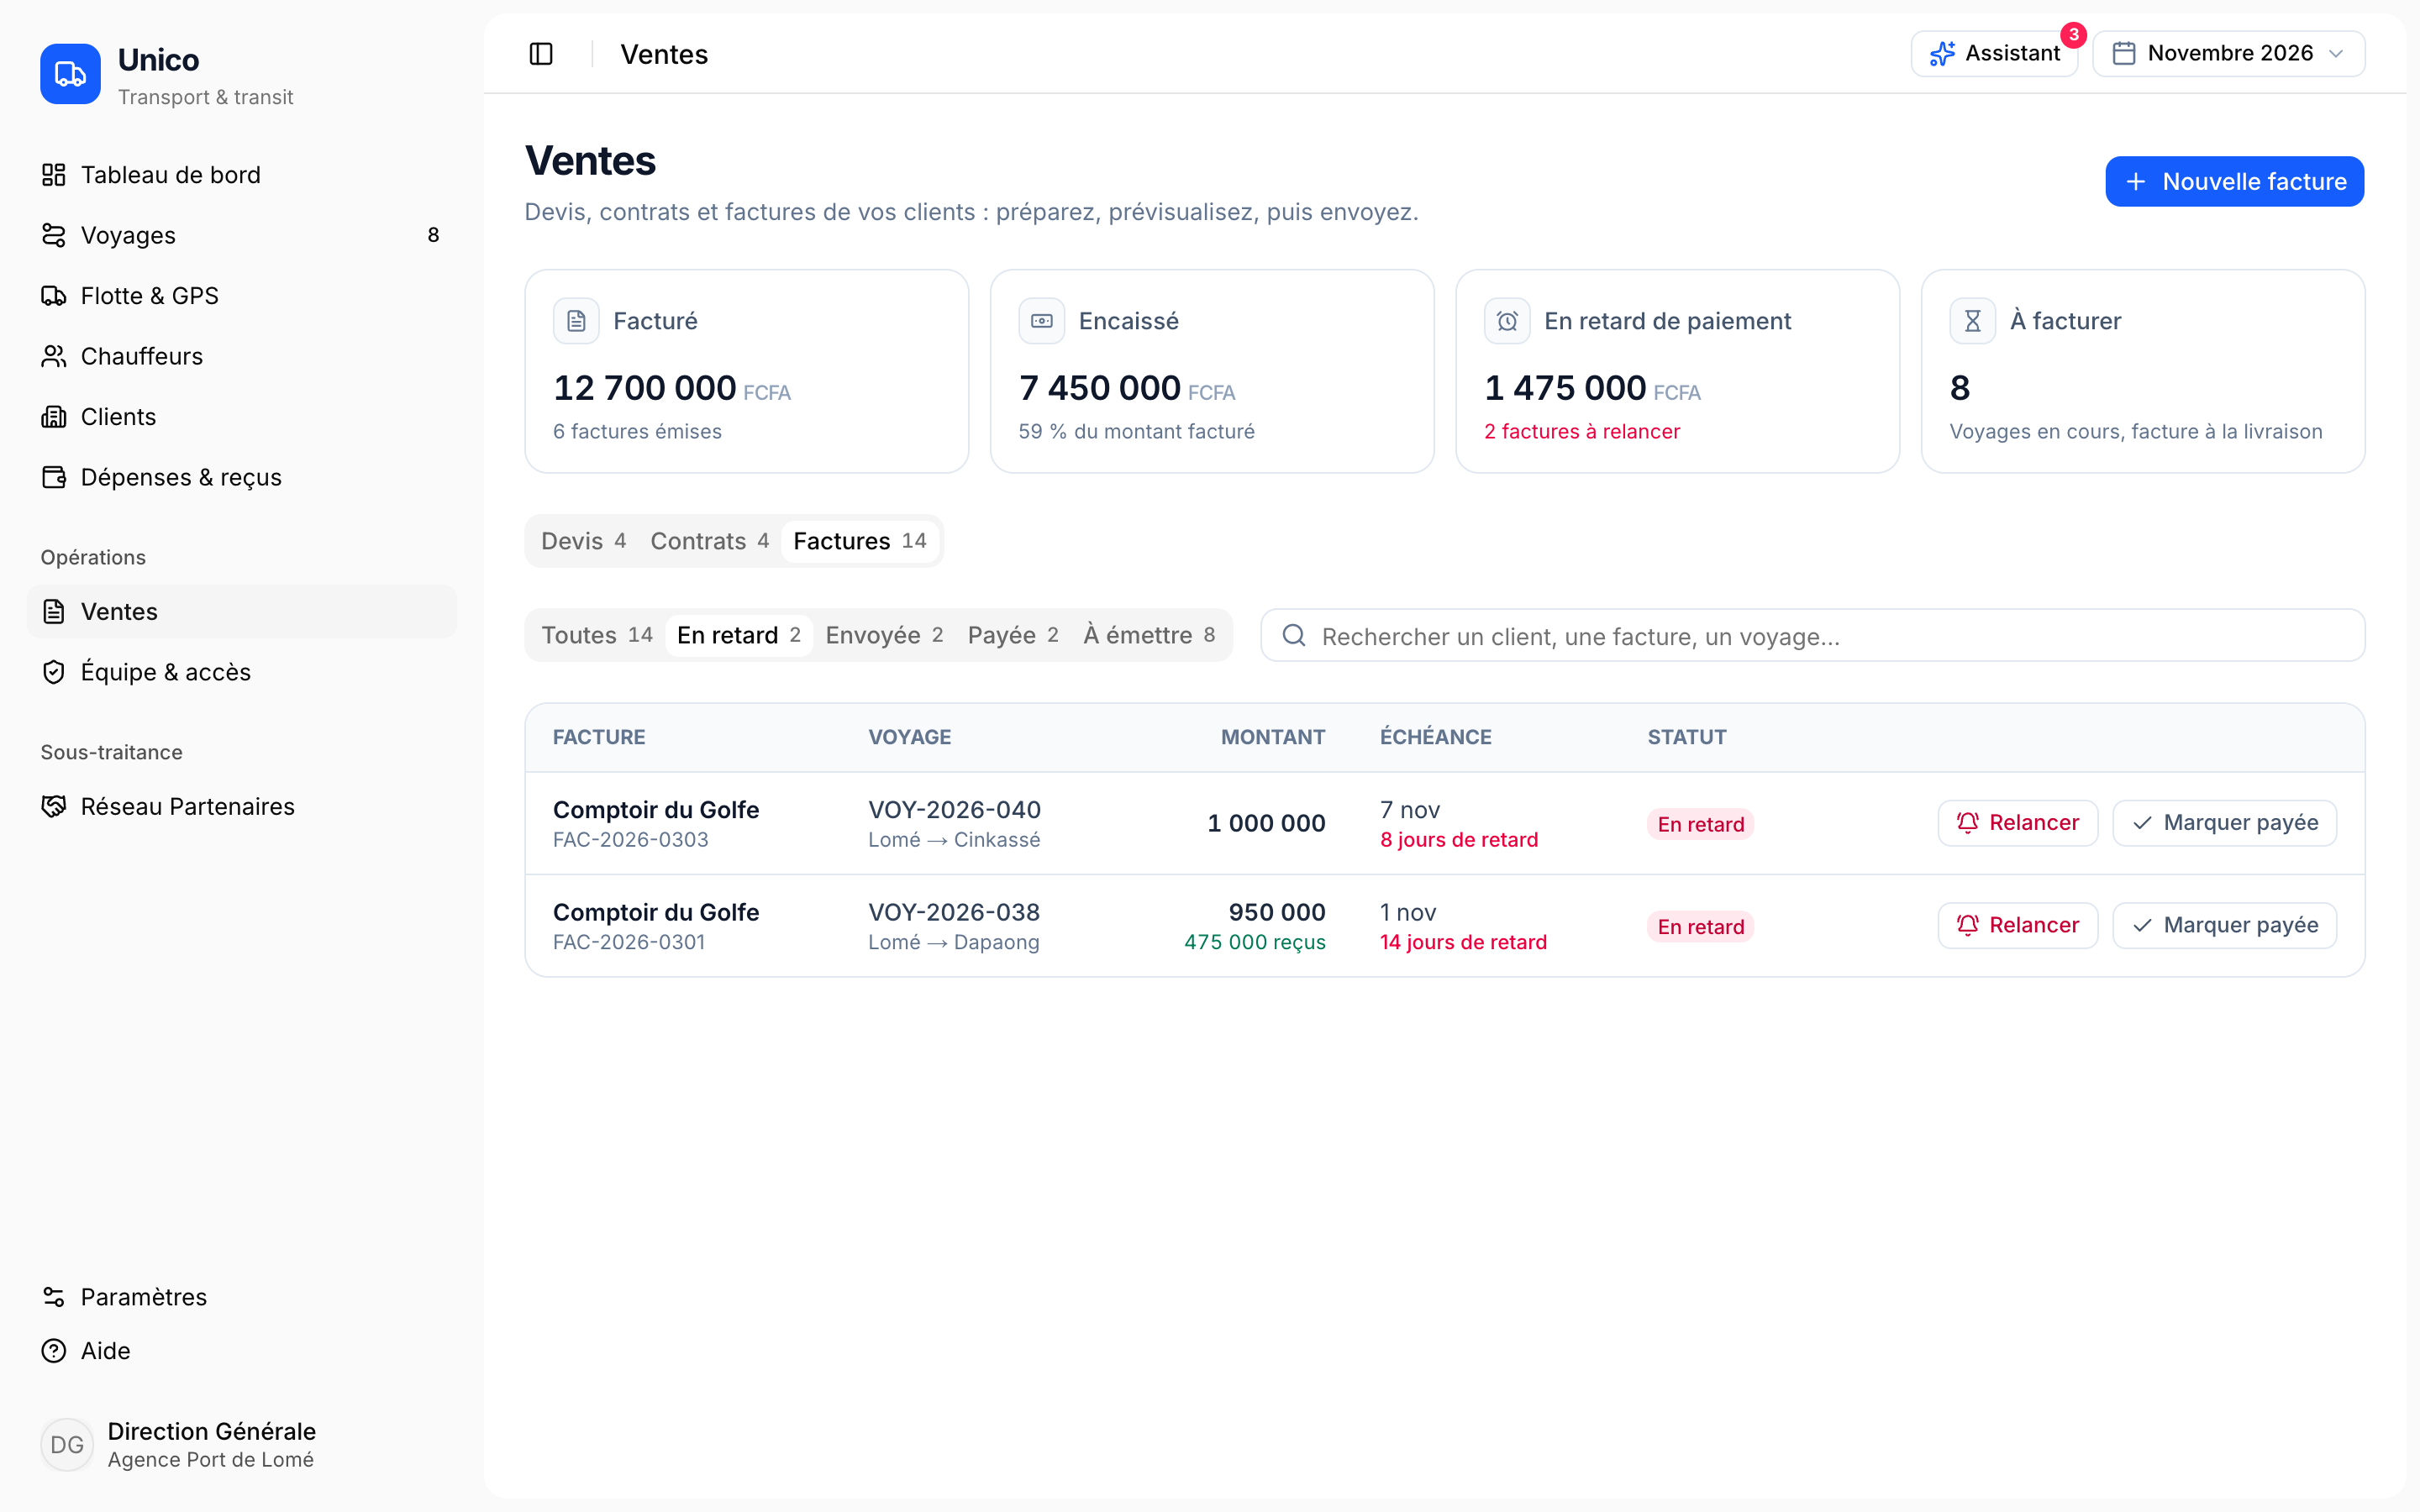 Unico
Transport & transit
Tableau de bord
Voyages 8
Flotte & GPS
Chauffeurs
Clients
Dépenses & reçus
Opérations
Ventes
Équipe & accès
Sous-traitance
Réseau Partenaires
Paramètres
Aide
DG
Direction Générale
Agence Port de Lomé
Ventes
Assistant 3
Novembre 2026
Ventes
Devis, contrats et factures de vos clients : préparez, prévisualisez, puis envoyez.
Nouvelle facture
Facturé
12 700 000 FCFA
6 factures émises
Encaissé
7 450 000 FCFA
59 % du montant facturé
En retard de paiement
1 475 000 FCFA
2 factures à relancer
À facturer
8
Voyages en cours, facture à la livraison
Devis 4 Contrats 4 Factures 14
Toutes 14 En retard 2 Envoyée 2 Payée 2 À émettre 8
Rechercher un client, une facture, un voyage...
FACTURE VOYAGE MONTANT ÉCHÉANCE STATUT
Comptoir du Golfe VOY-2026-040 1 000 000 7 nov En retard Relancer Marquer payée
FAC-2026-0303 Lomé → Cinkassé 8 jours de retard
Comptoir du Golfe VOY-2026-038 950 000 1 nov En retard Relancer Marquer payée
FAC-2026-0301 Lomé → Dapaong 475 000 reçus 14 jours de retard